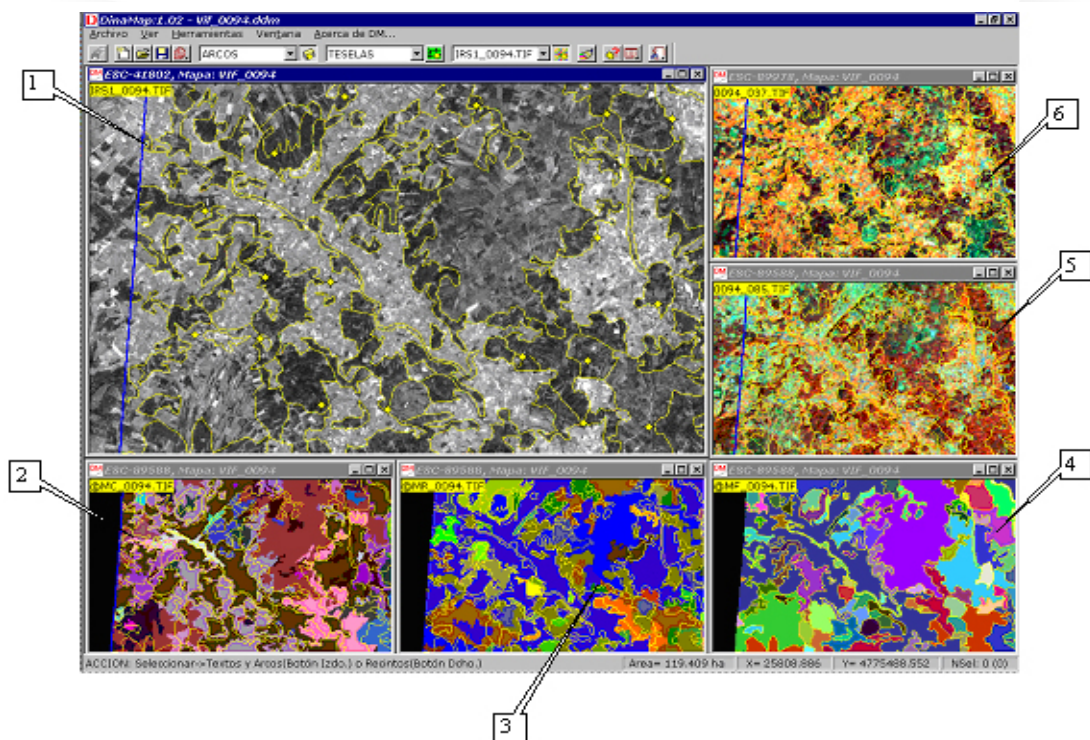 DinaMap:1.02 - Vif_0094.ddm
Archivo Ver Herramientas Ventana Acerca de DM...
ARCOS TESELAS IRS1_0094.TIF
1
ESC-41802, Mapa: VIF_0094
IRS1_0094.TIF
ESC-89978, Mapa: VIF_0094
0094_037.TIF
6
ESC-89588, Mapa: VIF_0094
0094_085.TIF
5
2
ESC-89588, Mapa: VIF_0094
@MC_0094.TIF
ESC-89588, Mapa: VIF_0094
@MR_0094.TIF
ESC-89588, Mapa: VIF_0094
@MF_0094.TIF
4
ACCION: Seleccionar->Textos y Arcos(Botón Izdo.) o Recintos(Botón Dcho.) Area= 119.409 ha X= 25808.886 Y= 4775488.552 NSel: 0 (0)
3